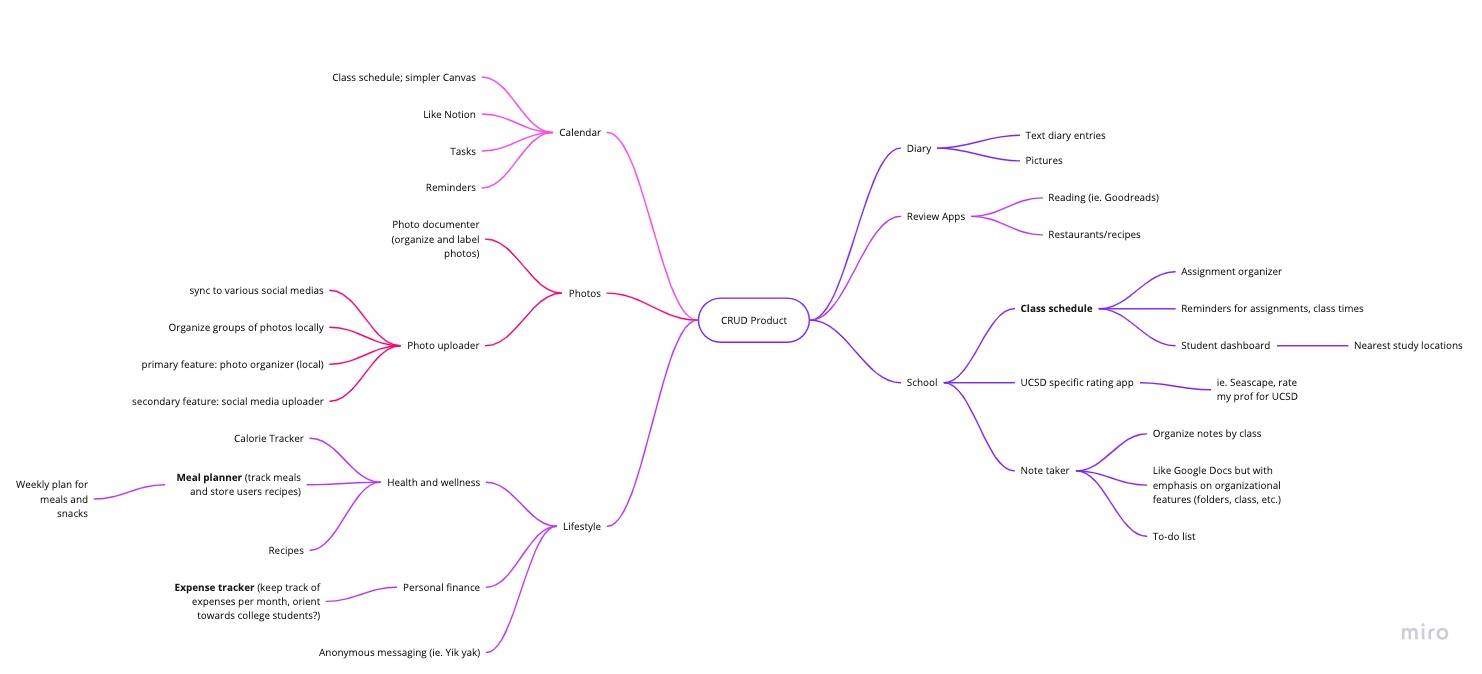 CRUD Product
Calendar
Class schedule; simpler Canvas
Like Notion
Tasks
Reminders
Photos
Photo documenter
(organize and label
photos)
Photo uploader
sync to various social medias
Organize groups of photos locally
primary feature: photo organizer (local)
secondary feature: social media uploader
Lifestyle
Health and wellness
Calorie Tracker
Meal planner (track meals
and store users recipes)
Weekly plan for
meals and
snacks
Recipes
Personal finance
Expense tracker (keep track of
expenses per month, orient
towards college students?)
Anonymous messaging (ie. Yik yak)
Diary
Text diary entries
Pictures
Review Apps
Reading (ie. Goodreads)
Restaurants/recipes
School
Class schedule
Assignment organizer
Reminders for assignments, class times
Student dashboard
Nearest study locations
UCSD specific rating app
ie. Seascape, rate
my prof for UCSD
Note taker
Organize notes by class
Like Google Docs but with
emphasis on organizational
features (folders, class, etc.)
To-do list
miro